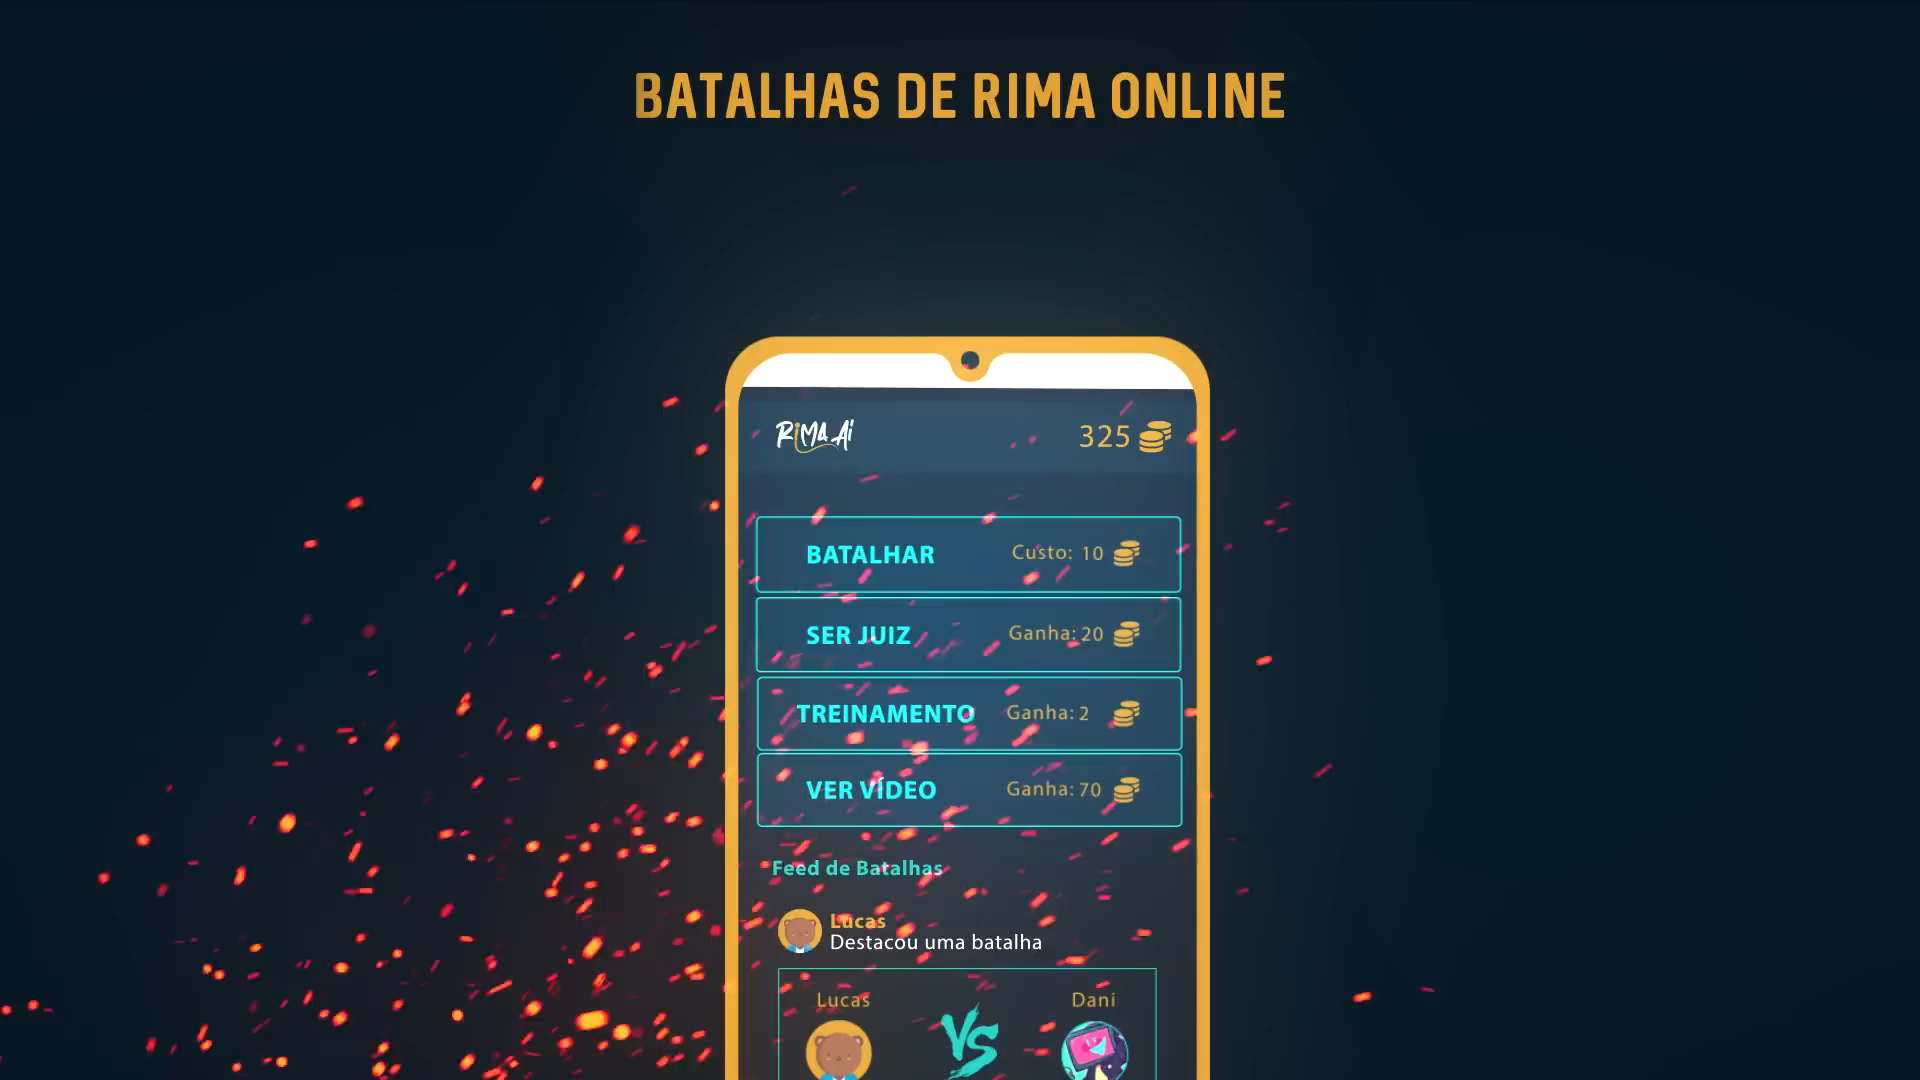 BATALHAS DE RIMA ONLINE
RiMA Aí
325
BATALHAR Custo: 10
SER JUIZ Ganha: 20
TREINAMENTO Ganha: 2
VER VÍDEO Ganha: 70
Feed de Batalhas
Lucas
Destacou uma batalha
Lucas VS Dani